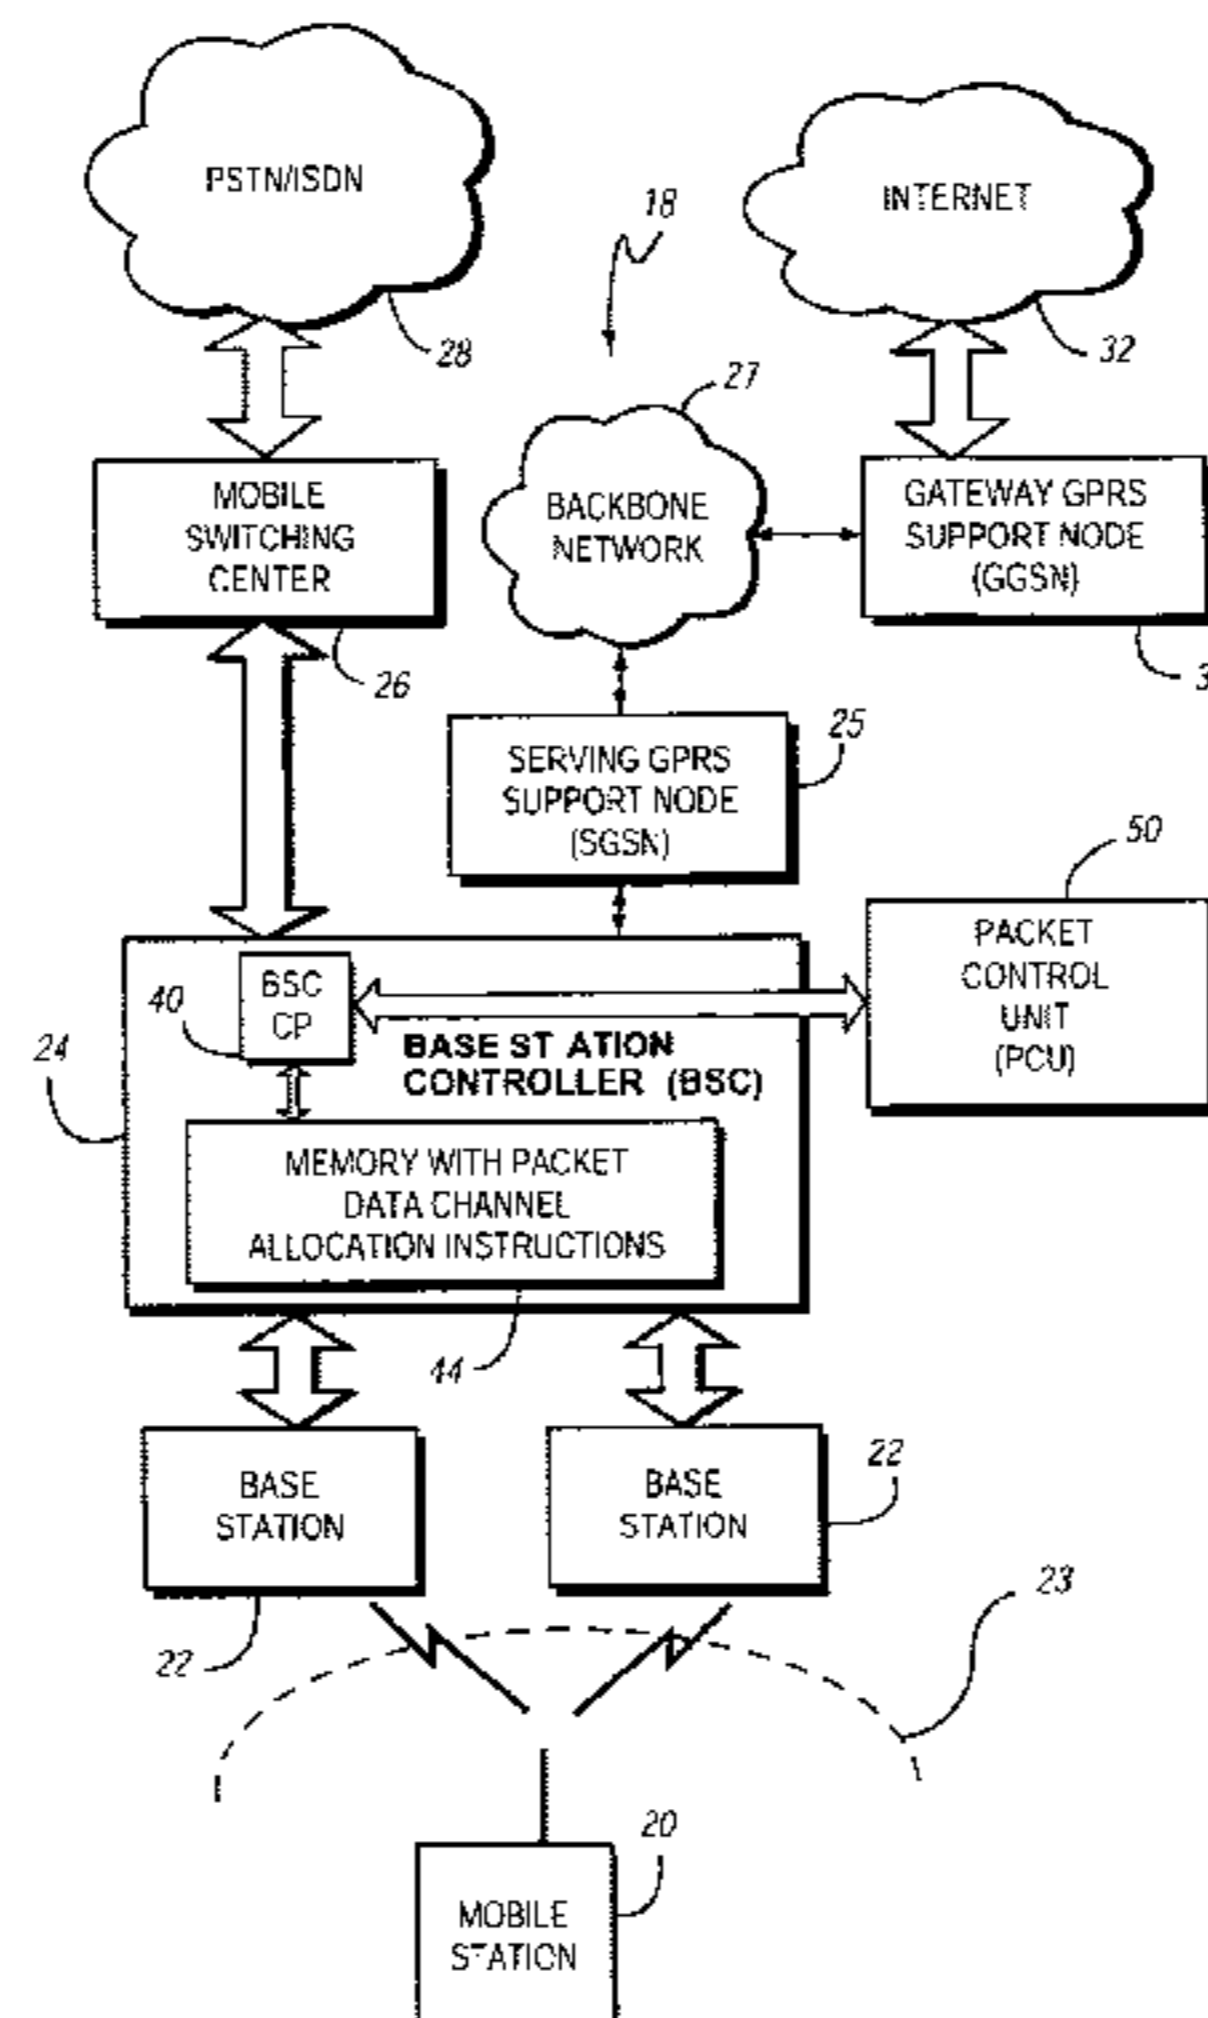 PSTN/ISDN
INTERNET
18
28
32
27
MOBILE
SWITCHING
CENTER
BACKBONE
NETWORK
GATEWAY GPRS
SUPPORT NODE
(GGSN)
26
3
25
SERVING GPRS
SUPPORT NODE
(SGSN)
50
PACKET
CONTROL
UNIT
(PCU)
BSC
CP
40
24
BASE ST ATION
CONTROLLER (BSC)
MEMORY WITH PACKET
DATA CHANNEL
ALLOCATION INSTRUCTIONS
44
BASE
STATION
BASE
STATION
22
22
23
20
MOBILE
STATION